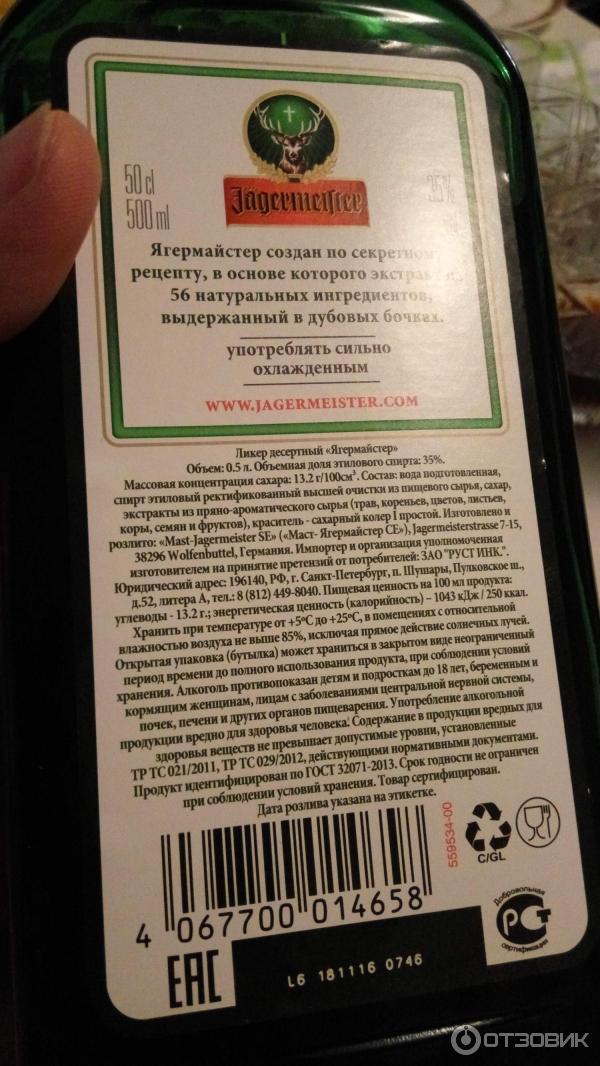 Jägermeister
50 cl
500 ml
35%
Ягермайстер создан по секретному
рецепту, в основе которого экстракт из
56 натуральных ингредиентов,
выдержанный в дубовых бочках.
употреблять сильно
охлажденным
WWW.JAGERMEISTER.COM
Ликер десертный «Ягермайстер»
Объем: 0.5 л. Объемная доля этилового спирта: 35%.
Массовая концентрация сахара: 13.2 г/100см³. Состав: вода подготовленная,
спирт этиловый ректификованный высшей очистки из пищевого сырья, сахар,
экстракты из пряно-ароматического сырья (трав, кореньев, цветов, листьев,
коры, семян и фруктов), краситель - сахарный колер I простой. Изготовлено и
розлито: «Mast-Jagermeister SE» («Маст- Ягермайстер СЕ»), Jagermeisterstrasse 7-15,
38296 Wolfenbuttel, Германия. Импортер и организация уполномоченная
изготовителем на принятие претензий от потребителей: ЗАО "РУСТ ИНК.".
Юридический адрес: 196140, РФ, г. Санкт-Петербург, п. Шушары, Пулковское ш.,
д.52, литера А, тел.: 8 (812) 449-8040. Пищевая ценность на 100 мл продукта:
углеводы - 13.2 г.; энергетическая ценность (калорийность) – 1043 кДж / 250 ккал.
Хранить при температуре от +5ºС до +25ºС, в помещениях с относительной
влажностью воздуха не выше 85%, исключая прямое действие солнечных лучей.
Открытая упаковка (бутылка) может храниться в закрытом виде неограниченный
период времени до полного использования продукта, при соблюдении условий
хранения. Алкоголь противопоказан детям и подросткам до 18 лет, беременным и
кормящим женщинам, лицам с заболеваниями центральной нервной системы,
почек, печени и других органов пищеварения. Употребление алкогольной
продукции вредно для здоровья человека. Содержание в продукции вредных для
здоровья веществ не превышает допустимые уровни, установленные
ТР ТС 021/2011, ТР ТС 029/2012, действующими нормативными документами.
Продукт идентифицирован по ГОСТ 32071-2013. Срок годности не ограничен
при соблюдении условий хранения. Товар сертифицирован.
Дата розлива указана на этикетке.
559534-00
C/GL
4 067700 014658
Добровольная
РСТ
сертификация
EAC
L6 181116 0746
ОТЗОВИК